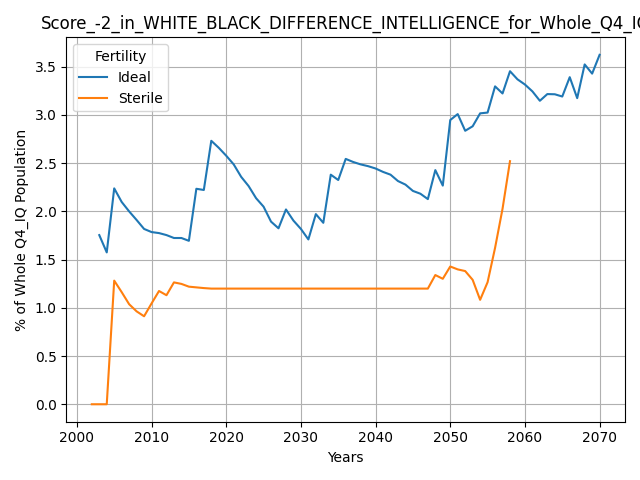 Score_-2_in_WHITE_BLACK_DIFFERENCE_INTELLIGENCE_for_Whole_Q4_IQ
Fertility
Ideal
Sterile
% of Whole Q4_IQ Population
3.5
3.0
2.5
2.0
1.5
1.0
0.5
0.0
2000 2010 2020 2030 2040 2050 2060 2070
Years